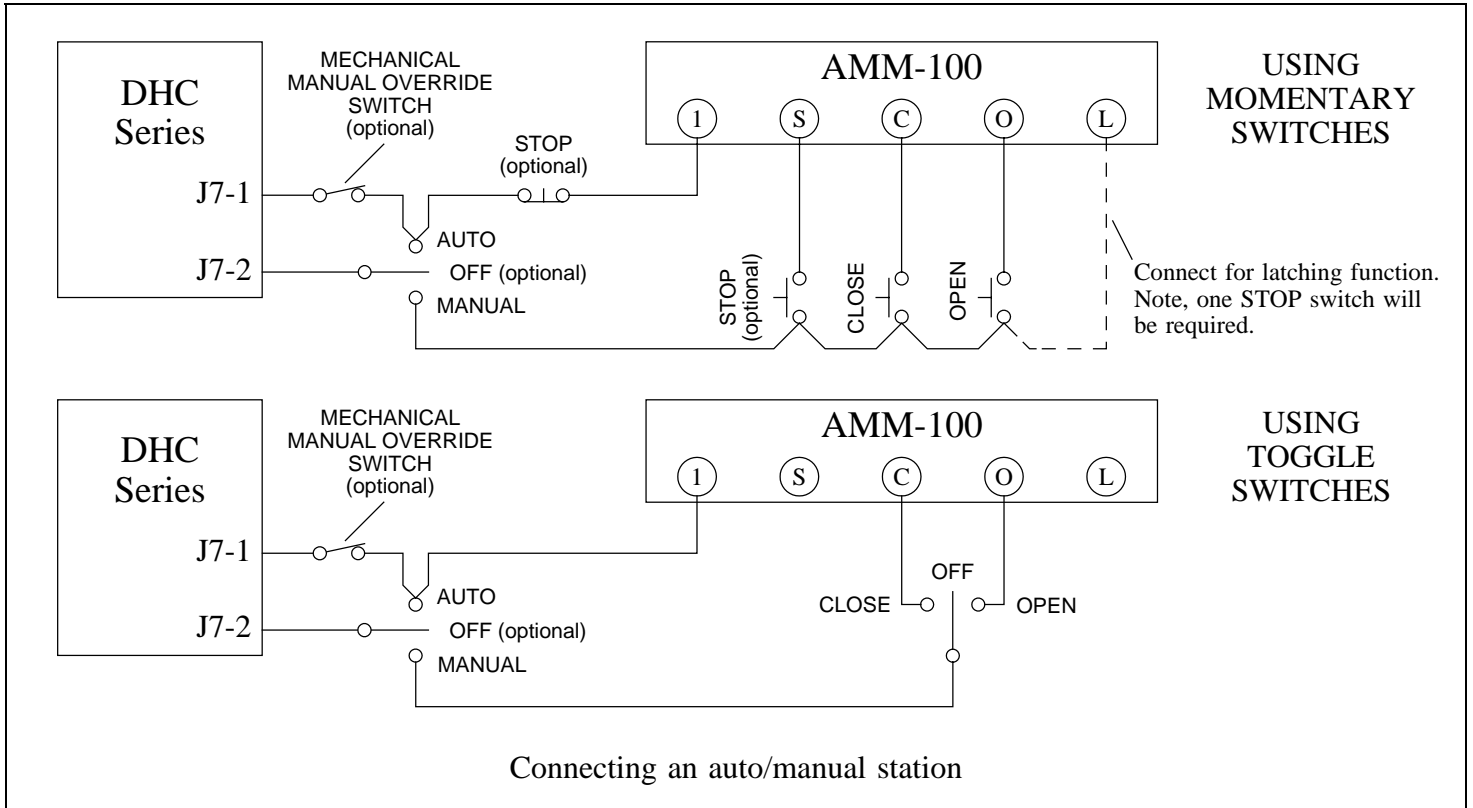 DHC
Series
J7-1
J7-2
MECHANICAL
MANUAL OVERRIDE
SWITCH
(optional)
STOP
(optional)
AUTO
OFF (optional)
MANUAL
AMM-100
1 S C O L
STOP
(optional)
CLOSE
OPEN
Connect for latching function.
Note, one STOP switch will
be required.
USING
MOMENTARY
SWITCHES
DHC
Series
J7-1
J7-2
MECHANICAL
MANUAL OVERRIDE
SWITCH
(optional)
AUTO
OFF (optional)
MANUAL
AMM-100
1 S C O L
OFF
CLOSE
OPEN
USING
TOGGLE
SWITCHES
Connecting an auto/manual station